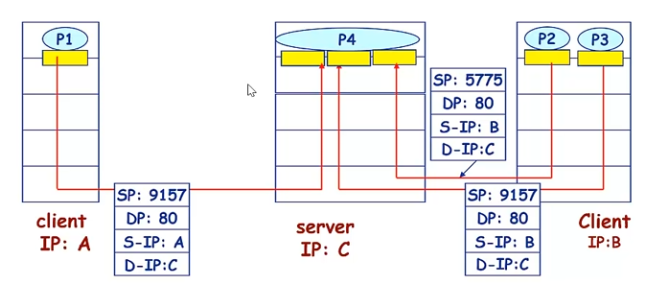 P1
P4
P2
P3
SP: 5775
DP: 80
S-IP: B
D-IP:C
SP: 9157
DP: 80
S-IP: A
D-IP:C
SP: 9157
DP: 80
S-IP: B
D-IP:C
client
IP: A
server
IP: C
Client
IP:B